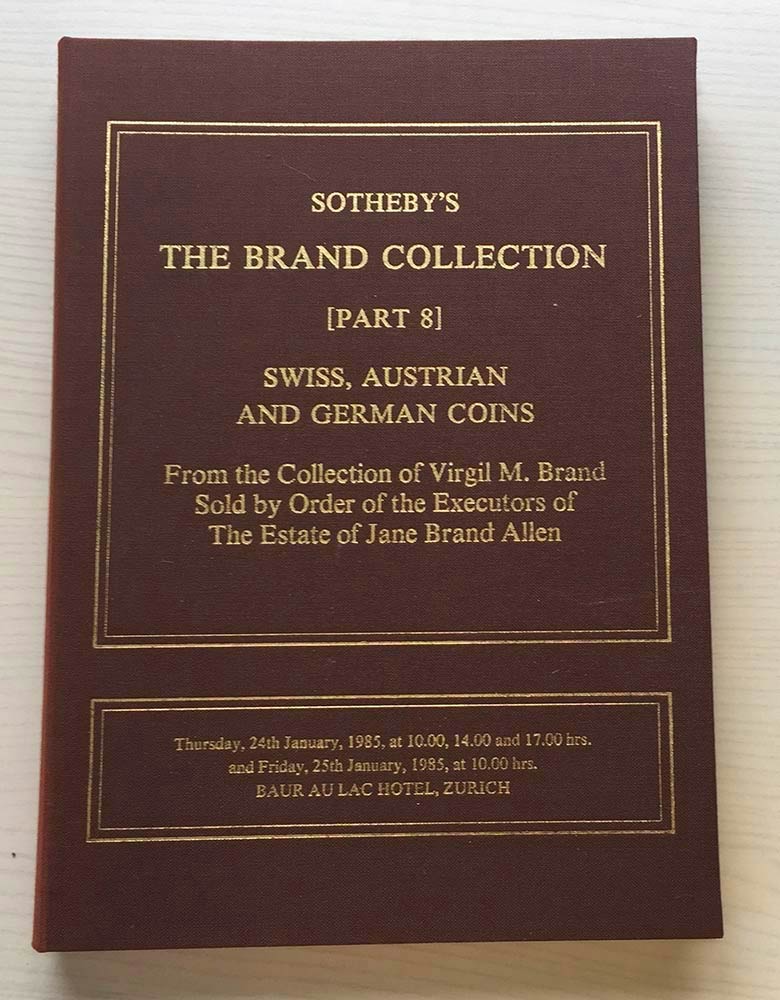 SOTHEBY'S
THE BRAND COLLECTION
[PART 8]
SWISS, AUSTRIAN
AND GERMAN COINS
From the Collection of Virgil M. Brand
Sold by Order of the Executors of
The Estate of Jane Brand Allen
Thursday, 24th January, 1985, at 10.00, 14.00 and 17.00 hrs.
and Friday, 25th January, 1985, at 10.00 hrs.
BAUR AU LAC HOTEL, ZURICH